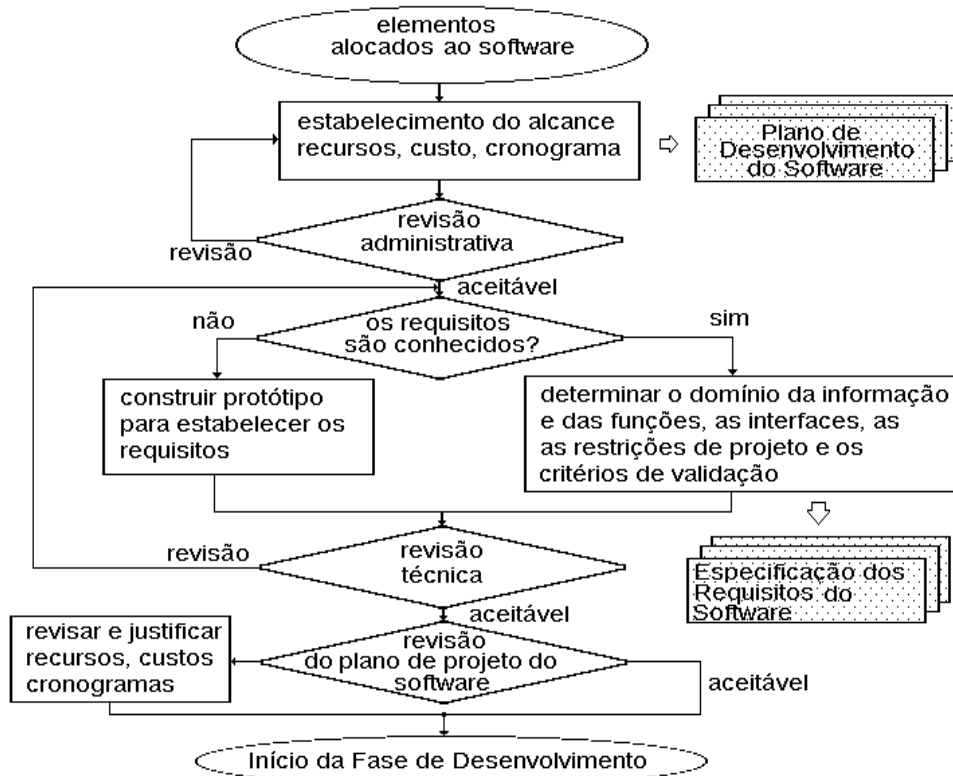 elementos
alocados ao software
estabelecimento do alcance
recursos, custo, cronograma
Plano de
Desenvolvimento
do Software
revisão
administrativa
revisão
aceitável
não
os requisitos
são conhecidos?
sim
construir protótipo
para estabelecer os
requisitos
determinar o domínio da informação
e das funções, as interfaces, as
as restrições de projeto e os
critérios de validação
revisão
revisão
técnica
Especificação dos
Requisitos do
Software
aceitável
revisar e justificar
recursos, custos
cronogramas
revisão
do plano de projeto do
software
aceitável
Início da Fase de Desenvolvimento